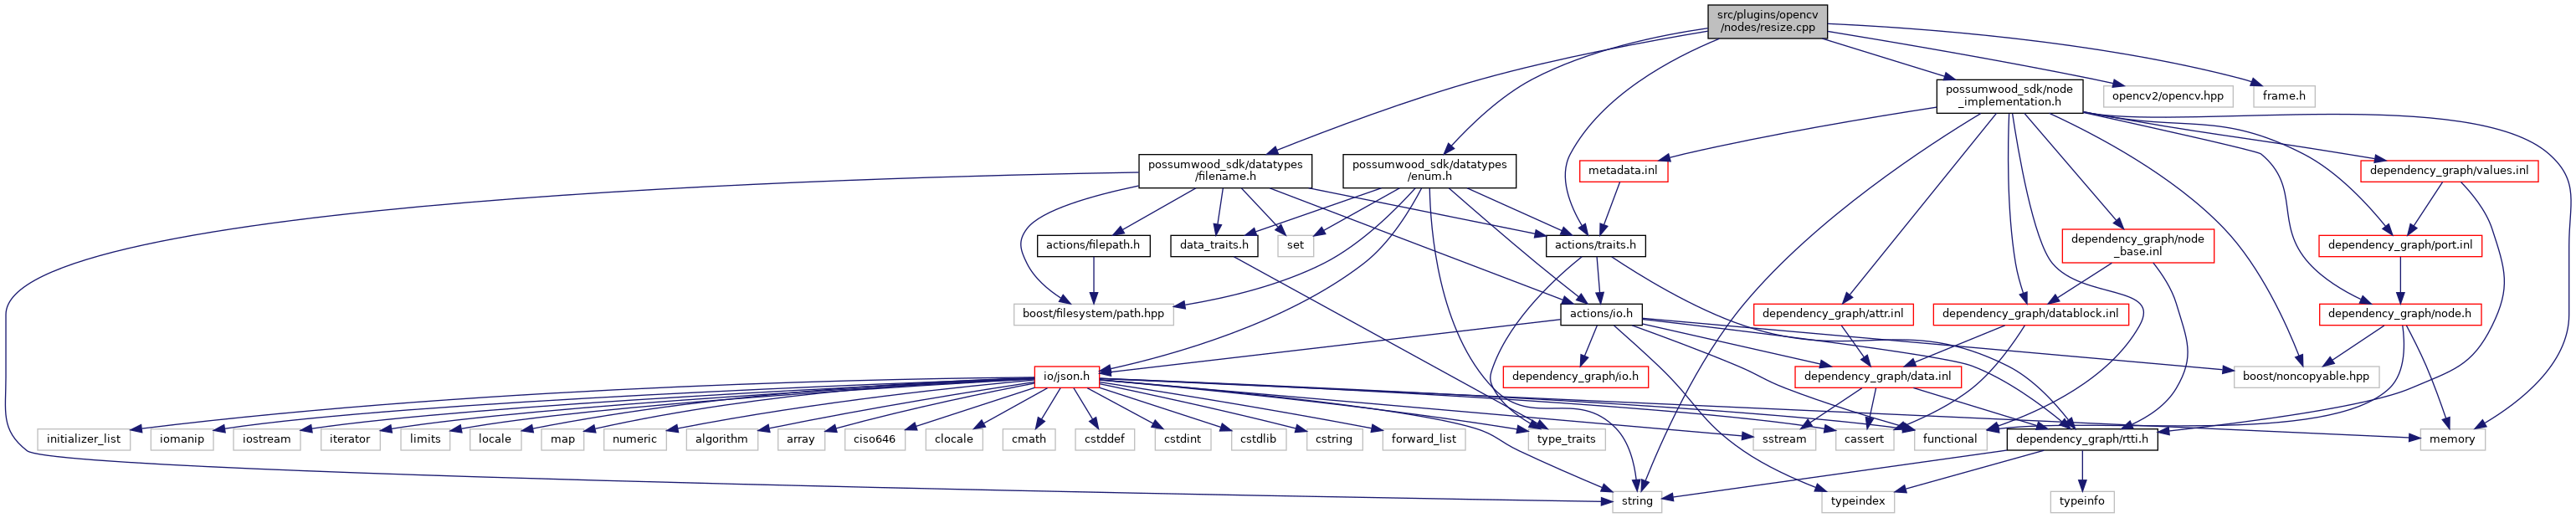 src/plugins/opencv
/nodes/resize.cpp
possumwood_sdk/node
_implementation.h
opencv2/opencv.hpp
frame.h
possumwood_sdk/datatypes
/filename.h
possumwood_sdk/datatypes
/enum.h
metadata.inl
dependency_graph/values.inl
actions/filepath.h
data_traits.h
set
actions/traits.h
dependency_graph/node
_base.inl
dependency_graph/port.inl
boost/filesystem/path.hpp
actions/io.h
dependency_graph/attr.inl
dependency_graph/datablock.inl
dependency_graph/node.h
io/json.h
dependency_graph/io.h
dependency_graph/data.inl
boost/noncopyable.hpp
initializer_list
iomanip
iostream
iterator
limits
locale
map
numeric
algorithm
array
ciso646
clocale
cmath
cstddef
cstdint
cstdlib
cstring
forward_list
type_traits
sstream
cassert
functional
dependency_graph/rtti.h
memory
string
typeindex
typeinfo